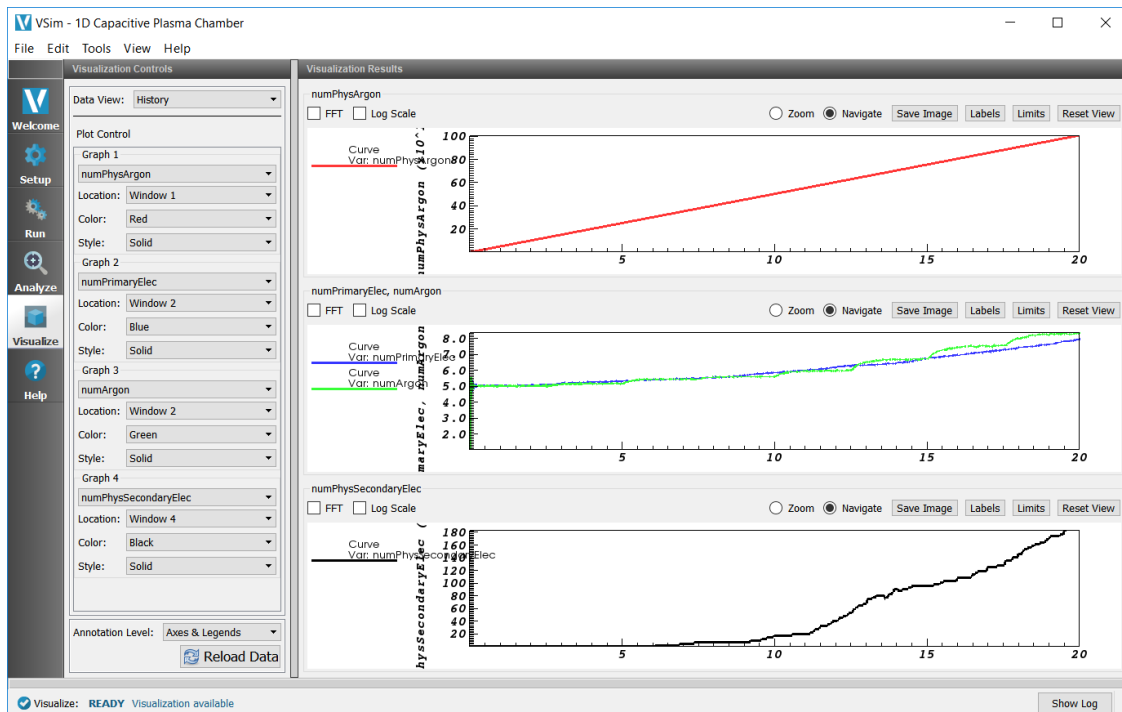 VSim - 1D Capacitive Plasma Chamber
File Edit Tools View Help
Welcome
Setup
Run
Analyze
Visualize
Help
Visualization Controls
Data View: History
Plot Control
Graph 1
numPhysArgon
Location: Window 1
Color: Red
Style: Solid
Graph 2
numPrimaryElec
Location: Window 2
Color: Blue
Style: Solid
Graph 3
numArgon
Location: Window 2
Color: Green
Style: Solid
Graph 4
numPhysSecondaryElec
Location: Window 4
Color: Black
Style: Solid
Annotation Level: Axes & Legends
Reload Data
Visualization Results
numPhysArgon
FFT Log Scale Zoom Navigate Save Image Labels Limits Reset View
Curve
Var: numPhysArgon
numPhysArgon
100
80
60
40
20
5 10 15 20
numPrimaryElec, numArgon
FFT Log Scale Zoom Navigate Save Image Labels Limits Reset View
Curve
Var: numPrimaryElec
Curve
Var: numArgon
maryElec, numArgon
8.0
7.0
6.0
5.0
4.0
3.0
2.0
5 10 15 20
numPhysSecondaryElec
FFT Log Scale Zoom Navigate Save Image Labels Limits Reset View
Curve
Var: numPhysSecondaryElec
hysSecondaryElec (
180
160
140
120
100
80
60
40
20
5 10 15 20
Visualize: READY Visualization available
Show Log